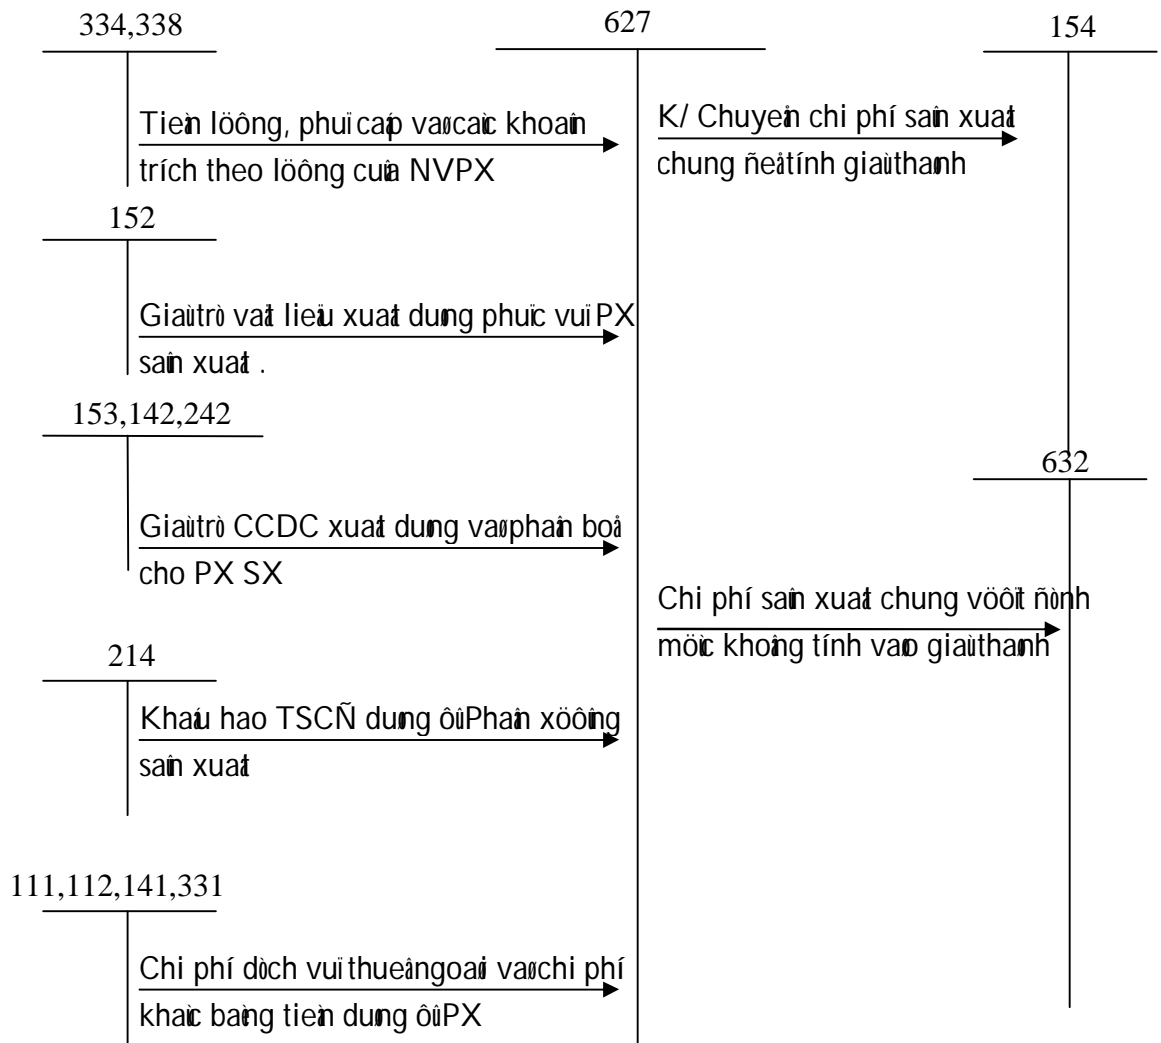 334,338
627
154
Tieàn löông, phuï caáp vaø caùc khoaûn
trích theo löông cuûa NVPX
K/ Chuyeån chi phí saûn xuaát
chung ñeå tính giaù thaønh
152
Giaù trò vaät lieäu xuaát duøng phuïc vuï PX
saûn xuaát .
153,142,242
632
Giaù trò CCDC xuaát duøng vaø phaân boå
cho PX SX
Chi phí saûn xuaát chung vöôït ñònh
möùc khoâng tính vaøo giaù thaønh
214
Khaáu hao TSCÑ duøng ôû Phaân xöôûng
saûn xuaát
111,112,141,331
Chi phí dòch vuï thueâ ngoaøi vaø chi phí
khaùc baèng tieàn duøng ôû PX